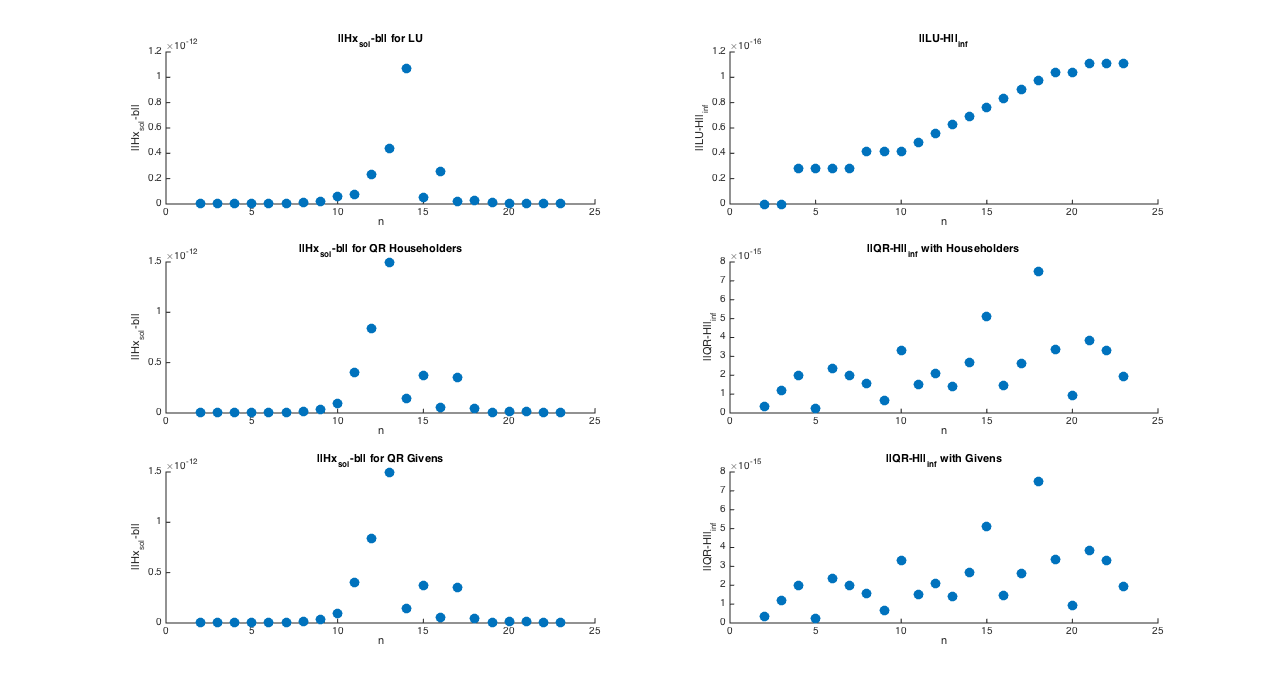 ||Hx_sol-b|| for LU
×10^-12
1.2
1
0.8
0.6
0.4
0.2
0
||Hx_sol-b||
0 5 10 15 20 25
n
||LU-H||_inf
×10^-16
1.2
1
0.8
0.6
0.4
0.2
0
||LU-H||_inf
0 5 10 15 20 25
n
||Hx_sol-b|| for QR Householders
×10^-12
1.5
1
0.5
0
||Hx_sol-b||
0 5 10 15 20 25
n
||QR-H||_inf with Householders
×10^-15
8
7
6
5
4
3
2
1
0
||QR-H||_inf
0 5 10 15 20 25
n
||Hx_sol-b|| for QR Givens
×10^-12
1.5
1
0.5
0
||Hx_sol-b||
0 5 10 15 20 25
n
||QR-H||_inf with Givens
×10^-15
8
7
6
5
4
3
2
1
0
||QR-H||_inf
0 5 10 15 20 25
n